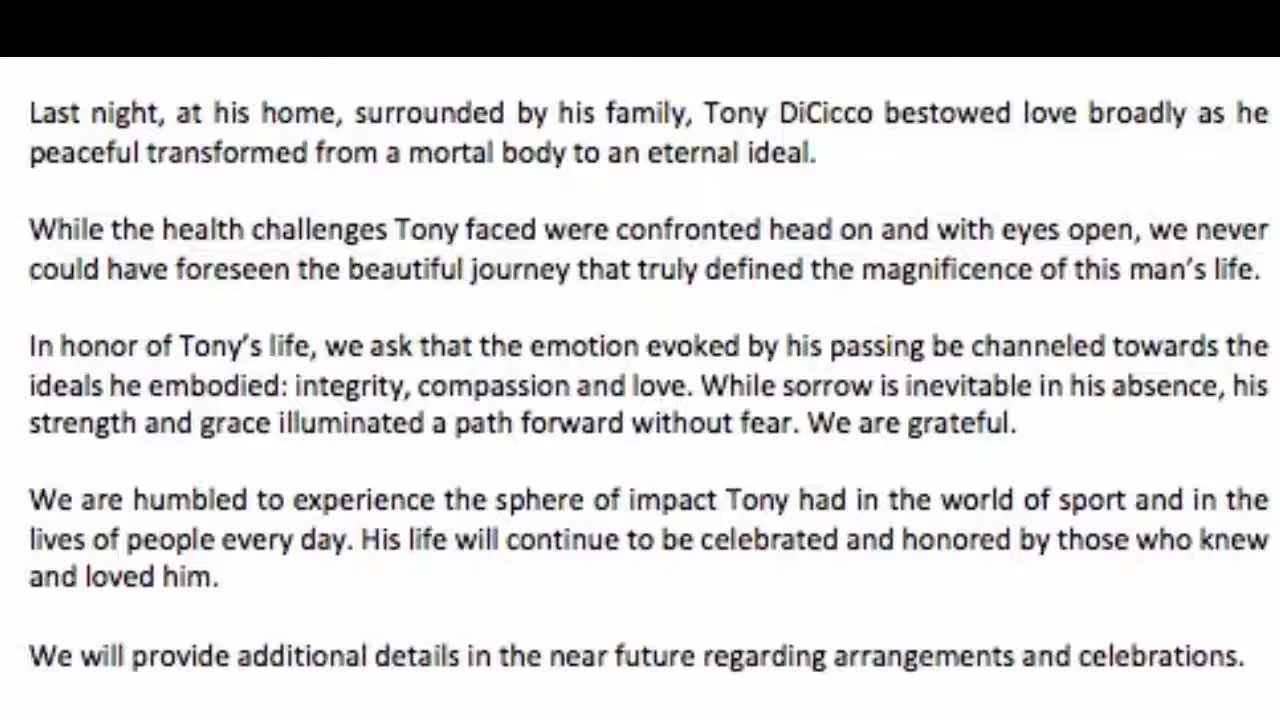 Last night, at his home, surrounded by his family, Tony DiCicco bestowed love broadly as he
peaceful transformed from a mortal body to an eternal ideal.
While the health challenges Tony faced were confronted head on and with eyes open, we never
could have foreseen the beautiful journey that truly defined the magnificence of this man's life.
In honor of Tony's life, we ask that the emotion evoked by his passing be channeled towards the
ideals he embodied: integrity, compassion and love. While sorrow is inevitable in his absence, his
strength and grace illuminated a path forward without fear. We are grateful.
We are humbled to experience the sphere of impact Tony had in the world of sport and in the
lives of people every day. His life will continue to be celebrated and honored by those who knew
and loved him.
We will provide additional details in the near future regarding arrangements and celebrations.